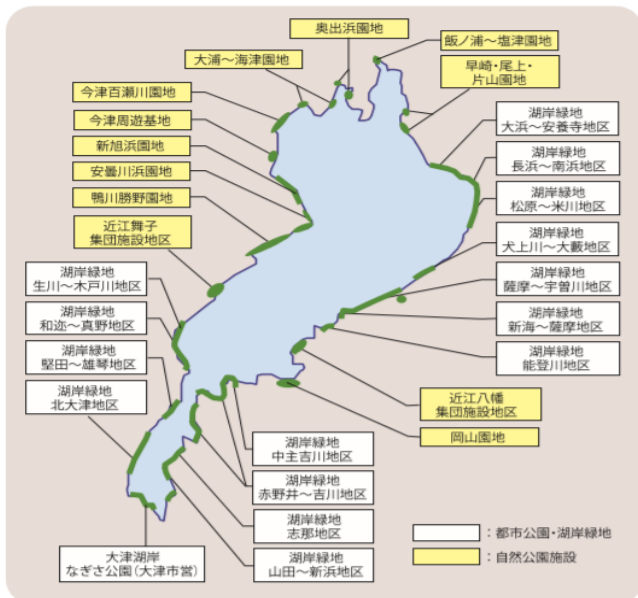 奥出浜園地
大浦～海津園地
今津百瀬川園地
今津周遊基地
新旭浜園地
安曇川浜園地
鴨川勝野園地
近江舞子
集団施設地区
湖岸緑地
生川～木戸川地区
湖岸緑地
和迩～真野地区
湖岸緑地
堅田～雄琴地区
湖岸緑地
北大津地区
大津湖岸
なぎさ公園(大津市営)
飯ノ浦～塩津園地
早崎・尾上・
片山園地
湖岸緑地
大浜～安養寺地区
湖岸緑地
長浜～南浜地区
湖岸緑地
松原～米川地区
湖岸緑地
犬上川～大藪地区
湖岸緑地
薩摩～宇曽川地区
湖岸緑地
新海～薩摩地区
湖岸緑地
能登川地区
近江八幡
集団施設地区
岡山園地
湖岸緑地
中主吉川地区
湖岸緑地
赤野井～吉川地区
湖岸緑地
志那地区
湖岸緑地
山田～新浜地区
：都市公園・湖岸緑地
：自然公園施設